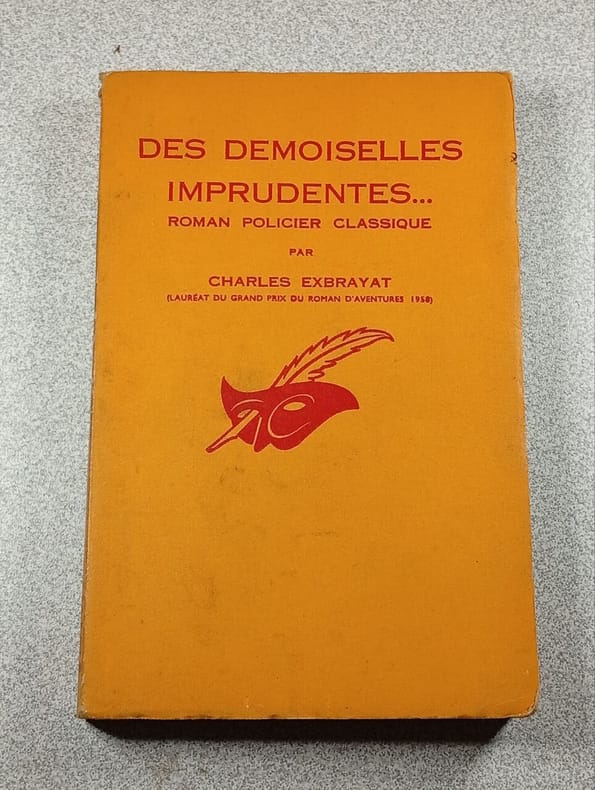 DES DEMOISELLES
IMPRUDENTES...
ROMAN POLICIER CLASSIQUE
PAR
CHARLES EXBRAYAT
(LAURÉAT DU GRAND PRIX DU ROMAN D'AVENTURES 1958)